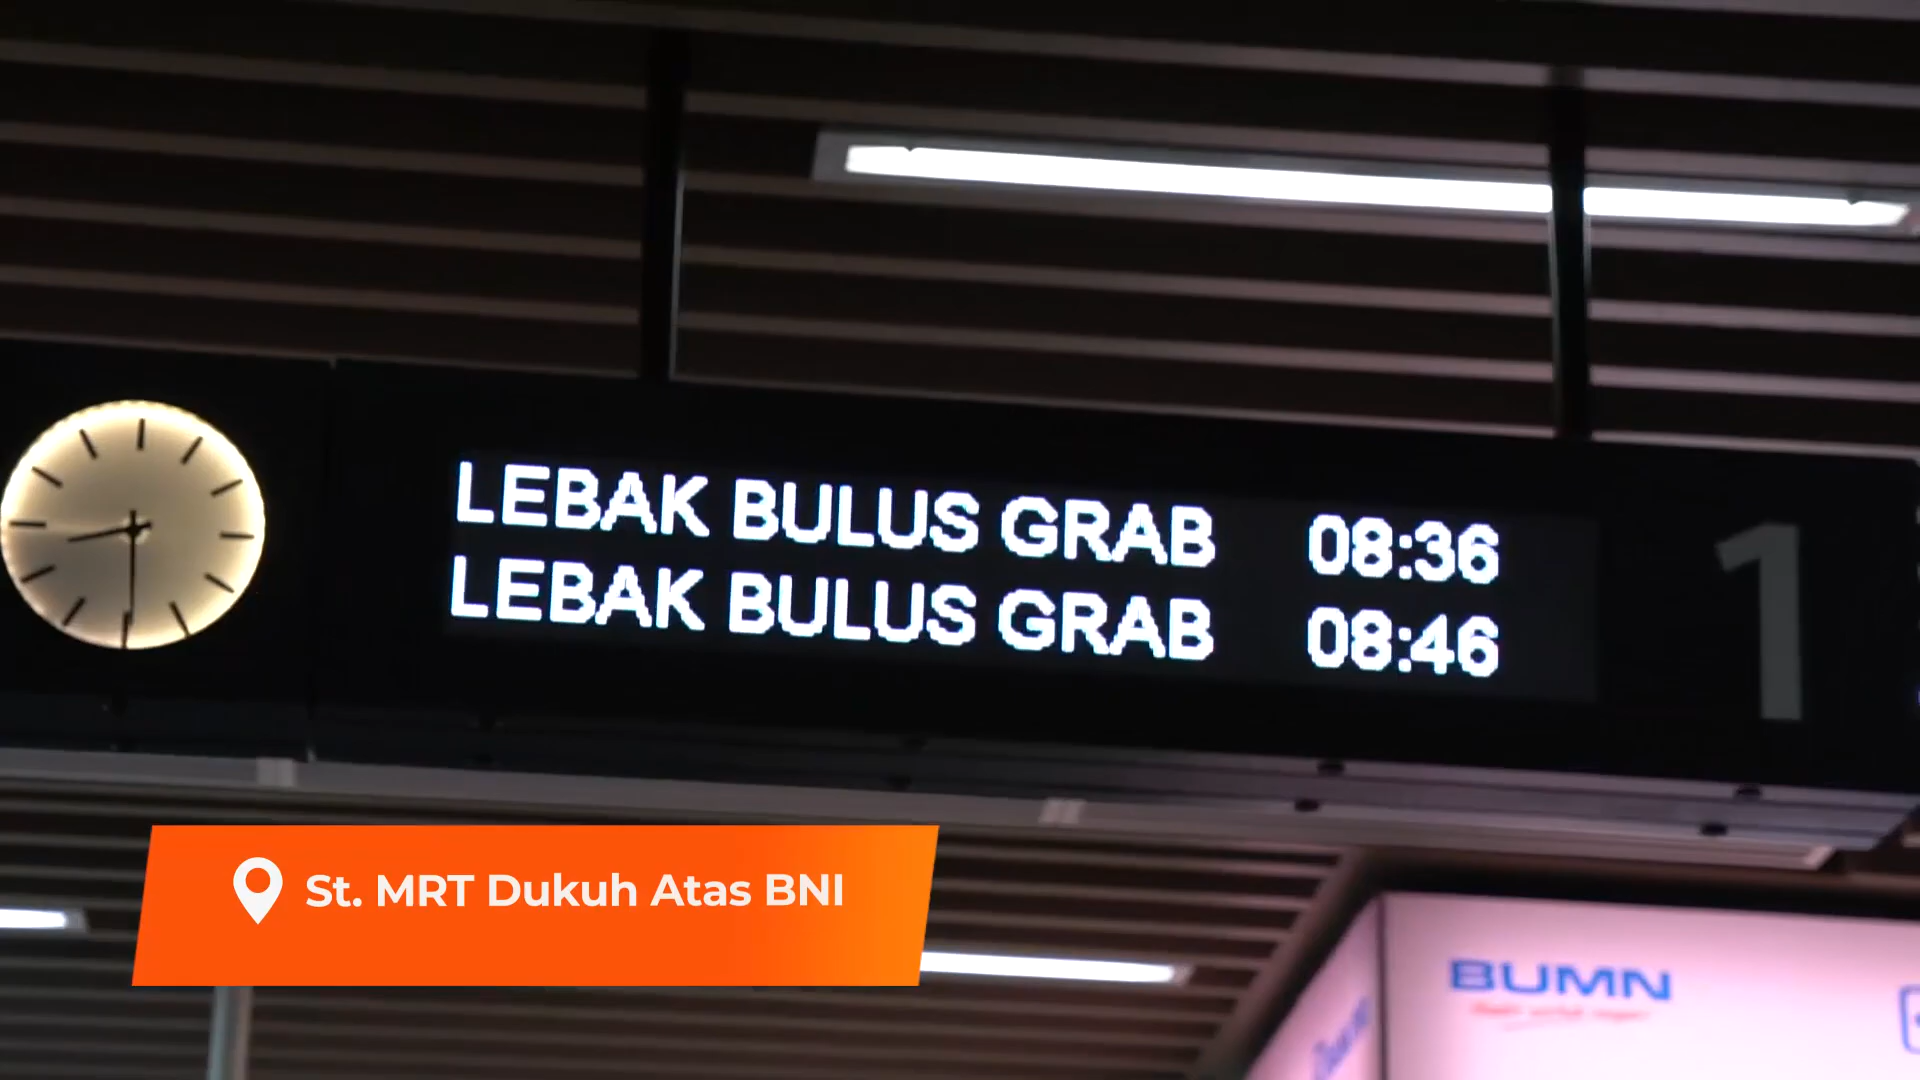 LEBAK BULUS GRAB 08:36
LEBAK BULUS GRAB 08:46
1
St. MRT Dukuh Atas BNI
BUMN